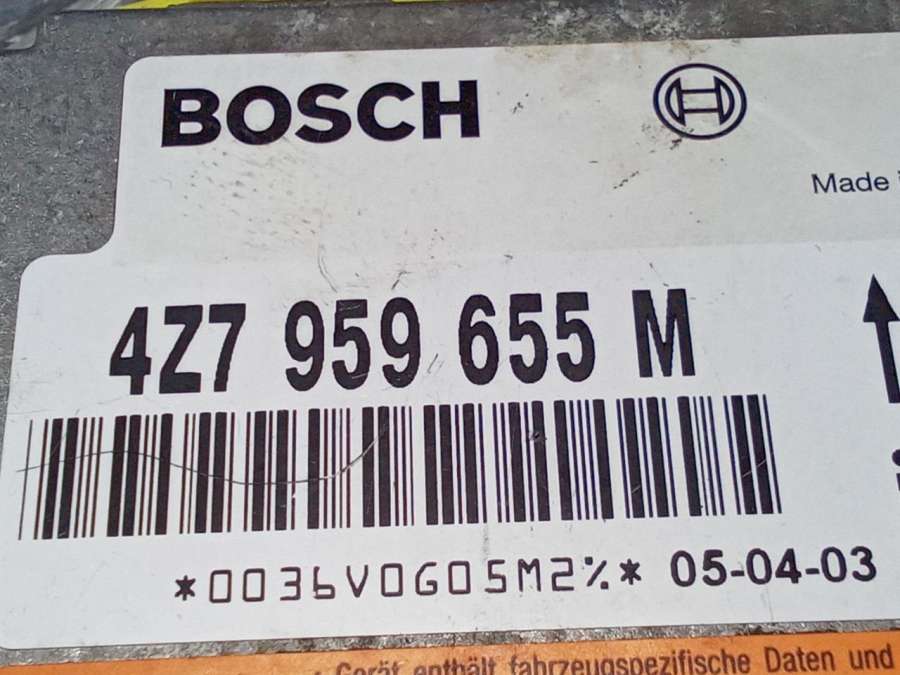 BOSCH
Made
4Z7 959 655 M
*0036V0G05M2%* 05-04-03
Gerät enthält fahrzeugspezifische Daten und